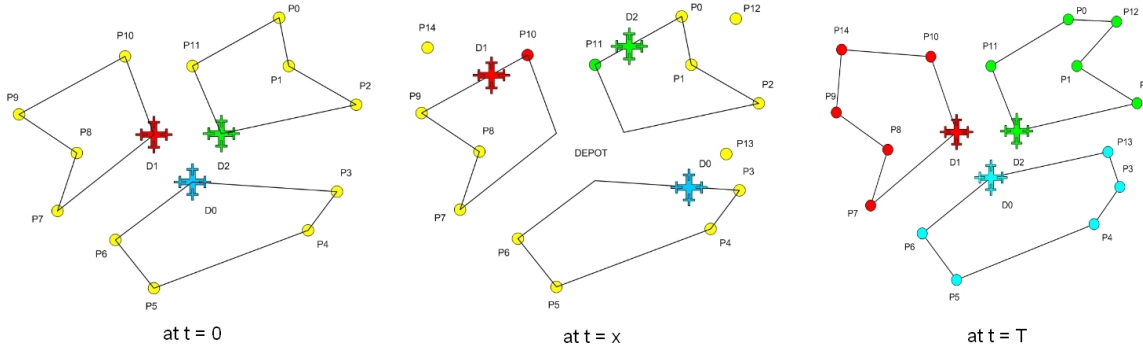 P0
P10
P11
P1
P2
P9
P8
D1
D2
P3
P7
D0
P4
P6
P5
at t = 0
P0
D2
P12
P14
D1
P10
P11
P1
P2
P9
P8
DEPOT
P13
D0
P3
P7
P4
P6
P5
at t = x
P0
P12
P14
P10
P11
P1
P9
P8
D1
D2
P13
P3
P7
D0
P4
P6
P5
at t = T